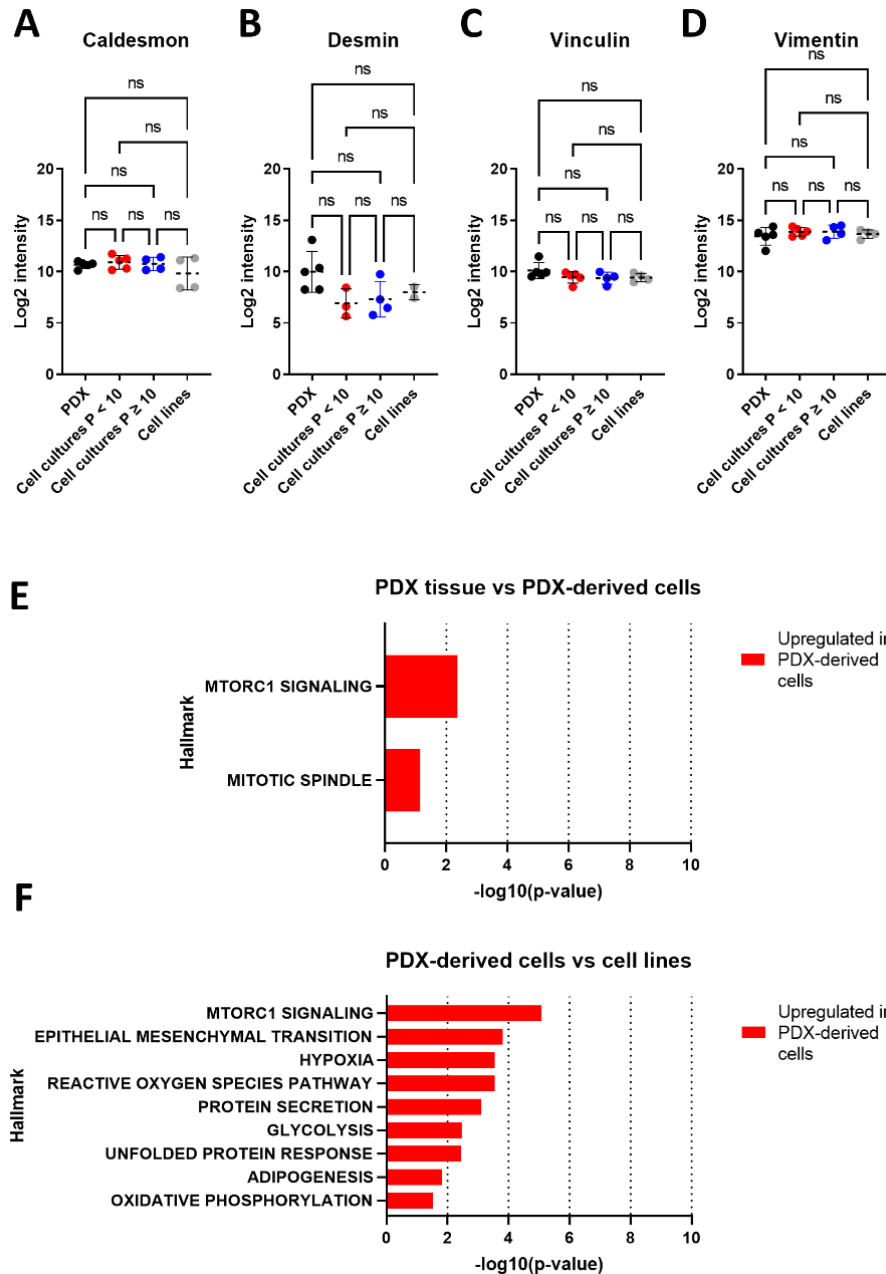 A
Caldesmon
ns
ns
ns
ns ns ns
20
15
10
5
0
Log2 intensity
PDX
Cell cultures P < 10
Cell cultures P ≥ 10
Cell lines
B
Desmin
ns
ns
ns
ns ns ns
20
15
10
5
0
Log2 intensity
PDX
Cell cultures P < 10
Cell cultures P ≥ 10
Cell lines
C
Vinculin
ns
ns
ns
ns ns ns
20
15
10
5
0
Log2 intensity
PDX
Cell cultures P < 10
Cell cultures P ≥ 10
Cell lines
D
Vimentin
ns
ns
ns
ns ns ns
20
15
10
5
0
Log2 intensity
PDX
Cell cultures P < 10
Cell cultures P ≥ 10
Cell lines
E
PDX tissue vs PDX-derived cells
Hallmark
MTORC1 SIGNALING
MITOTIC SPINDLE
0 2 4 6 8 10
-log10(p-value)
Upregulated in
PDX-derived
cells
F
PDX-derived cells vs cell lines
Hallmark
MTORC1 SIGNALING
EPITHELIAL MESENCHYMAL TRANSITION
HYPOXIA
REACTIVE OXYGEN SPECIES PATHWAY
PROTEIN SECRETION
GLYCOLYSIS
UNFOLDED PROTEIN RESPONSE
ADIPOGENESIS
OXIDATIVE PHOSPHORYLATION
0 2 4 6 8 10
-log10(p-value)
Upregulated in
PDX-derived
cells